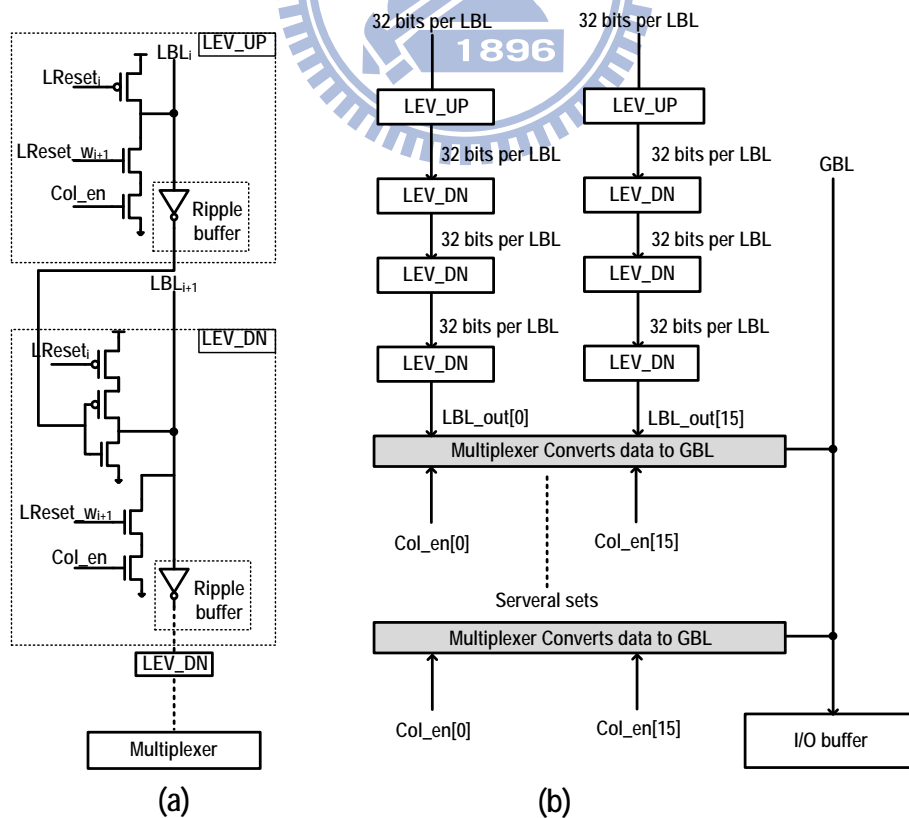 LEV_UP
LBLi
LReseti
LReset_wi+1
Col_en
Ripple
buffer
LBLi+1
LEV_DN
LReseti
LReset_wi+1
Col_en
Ripple
buffer
LEV_DN
Multiplexer
(a)
1896
32 bits per LBL
32 bits per LBL
LEV_UP
LEV_UP
32 bits per LBL
32 bits per LBL
GBL
LEV_DN
LEV_DN
32 bits per LBL
32 bits per LBL
LEV_DN
LEV_DN
32 bits per LBL
32 bits per LBL
LEV_DN
LEV_DN
LBL_out[0]
LBL_out[15]
Multiplexer Converts data to GBL
Col_en[0]
Col_en[15]
Serveral sets
Multiplexer Converts data to GBL
Col_en[0]
Col_en[15]
I/O buffer
(b)